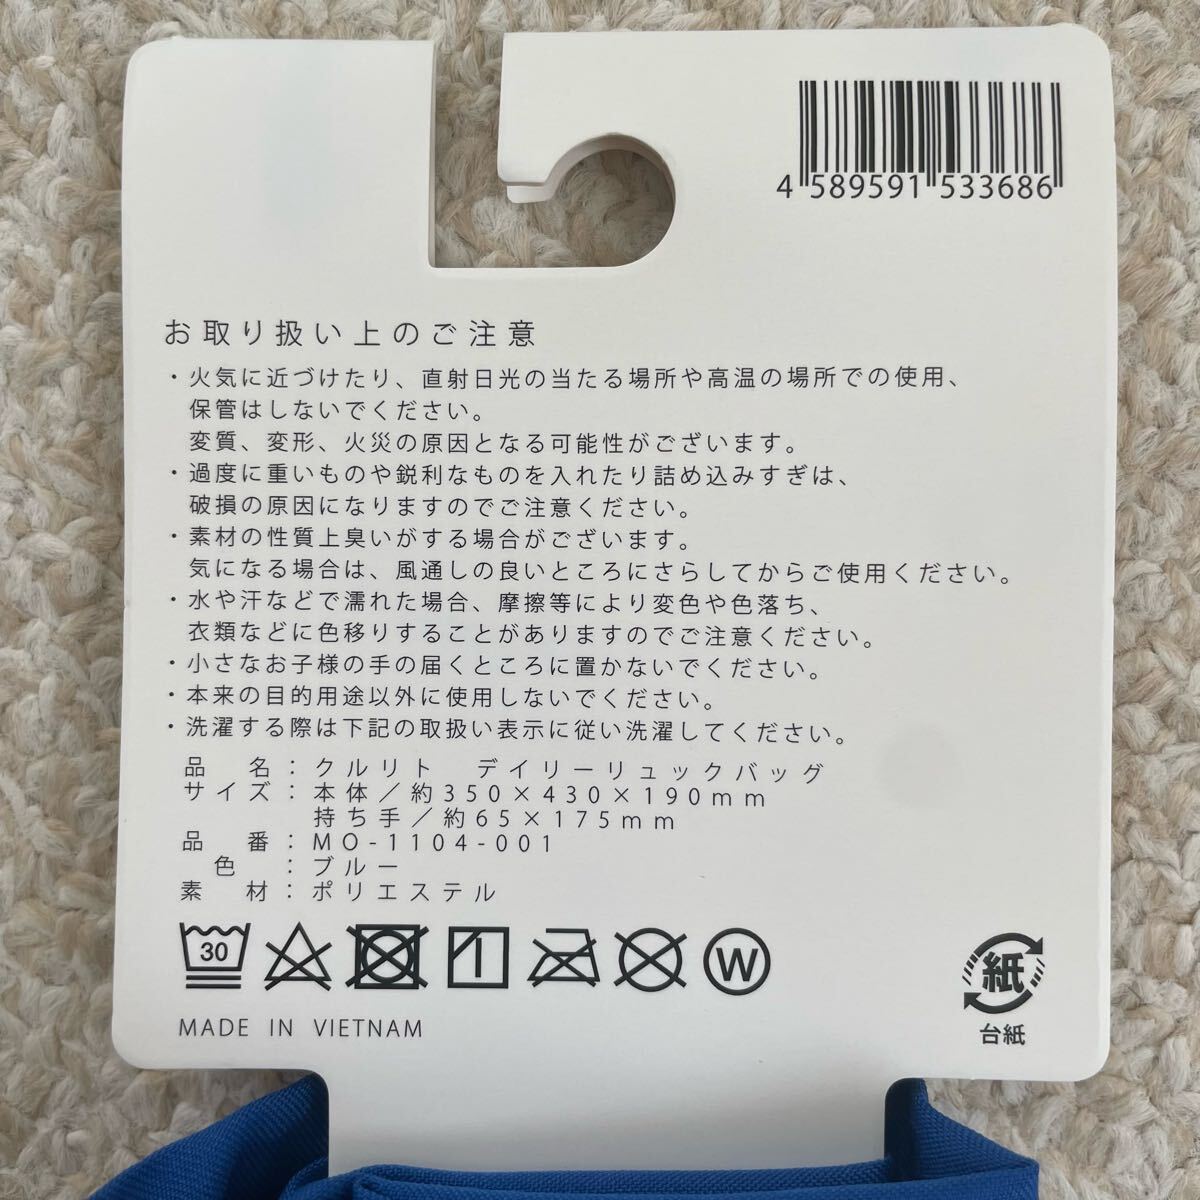 4 589591 533686
お取り扱い上のご注意
・火気に近づけたり、直射日光の当たる場所や高温の場所での使用、
保管はしないでください。
変質、変形、火災の原因となる可能性がございます。
・過度に重いものや鋭利なものを入れたり詰め込みすぎは、
破損の原因になりますのでご注意ください。
・素材の性質上臭いがする場合がございます。
気になる場合は、風通しの良いところにさらしてからご使用ください。
・水や汗などで濡れた場合、摩擦等により変色や色落ち、
衣類などに色移りすることがありますのでご注意ください。
・小さなお子様の手の届くところに置かないでください。
・本来の目的用途以外に使用しないでください。
・洗濯する際は下記の取扱い表示に従い洗濯してください。
品 名：クルリト デイリーリュックバッグ
サイズ：本体／約350×430×190mm
持ち手／約65×175mm
品 番：MO-1104-001
色 ：ブルー
素 材：ポリエステル
30
W
紙
台紙
MADE IN VIETNAM